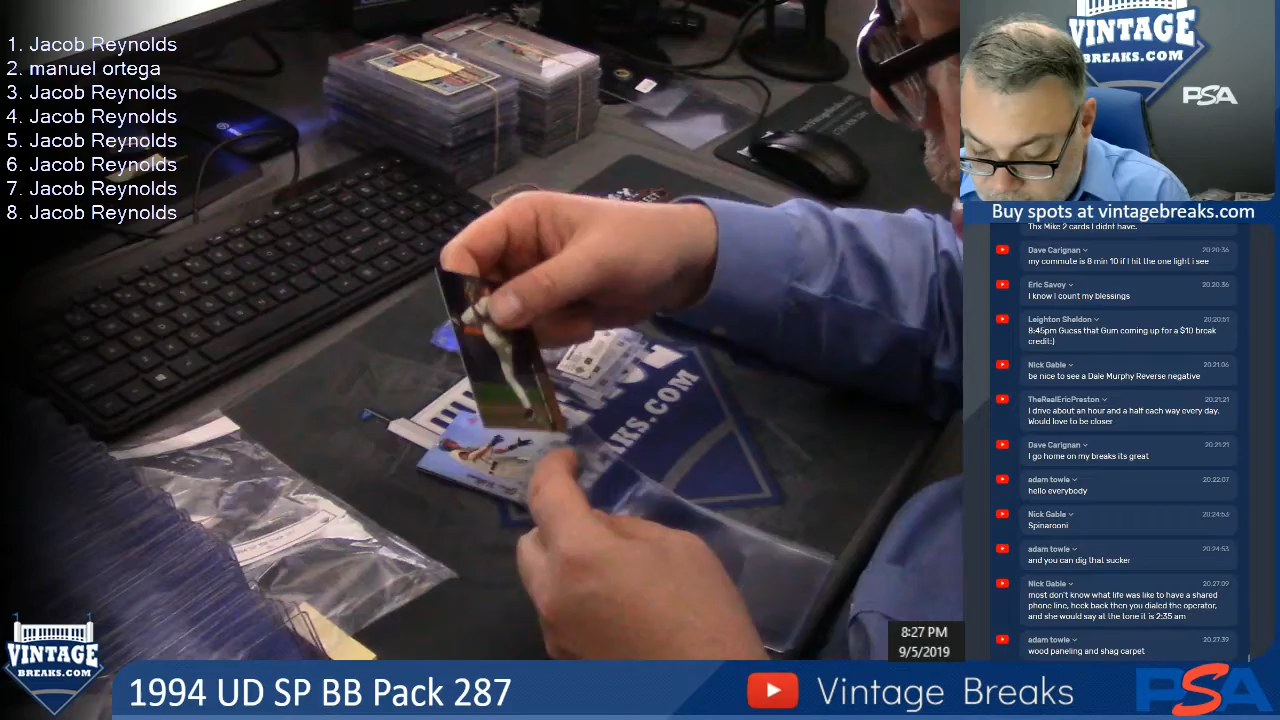 1. Jacob Reynolds
2. manuel ortega
3. Jacob Reynolds
4. Jacob Reynolds
5. Jacob Reynolds
6. Jacob Reynolds
7. Jacob Reynolds
8. Jacob Reynolds
VINTAGE
BREAKS.COM
PSA
Buy spots at vintagebreaks.com
Thx Mike 2 cards I didnt have.
Dave Carignan 20:20:36
my commute is 8 min 10 if I hit the one light i see
Eric Savoy 20:20:36
I know I count my blessings
Leighton Sheldon 20:20:51
8:45pm Guess that Gum coming up for a $10 break
credit:)
Nick Gable 20:21:06
be nice to see a Dale Murphy Reverse negative
TheRealEricPreston 20:21:21
I drive about an hour and a half each way every day.
Would love to be closer
Dave Carignan 20:21:21
I go home on my breaks its great
adam towle 20:22:07
hello everybody
Nick Gable 20:24:53
Spinarooni
adam towle 20:24:53
and you can dig that sucker
Nick Gable 20:27:09
most don't know what life was like to have a shared
phone line, heck back then you dialed the operator,
and she would say at the tone it is 2:35 am
adam towle 20:27:39
wood paneling and shag carpet
KS.COM
8:27 PM
9/5/2019
VINTAGE
BREAKS.COM
1994 UD SP BB Pack 287
Vintage Breaks
PSA